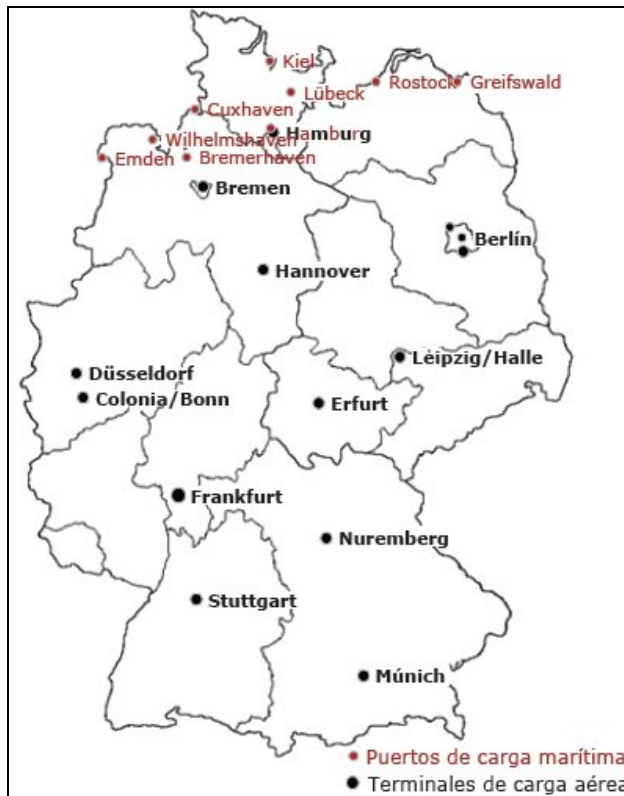 Kiel
Lübeck
Rostock
Greifswald
Cuxhaven
Hamburg
Wilhelmshaven
Emden
Bremerhaven
Bremen
Berlín
Hannover
Leipzig/Halle
Düsseldorf
Colonia/Bonn
Erfurt
Frankfurt
Nuremberg
Stuttgart
Múnich
Puertos de carga marítima
Terminales de carga aérea